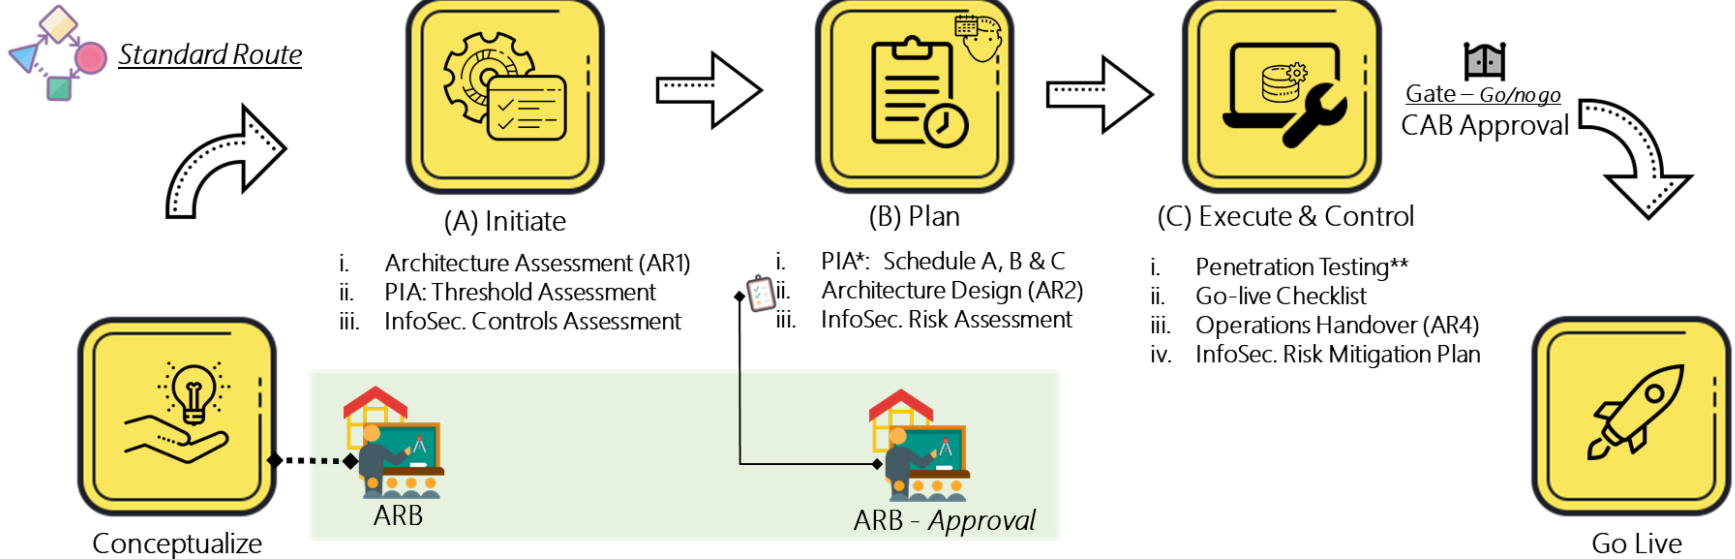 Standard Route
Gate – Go/no go
CAB Approval
(A) Initiate
i. Architecture Assessment (AR1)
ii. PIA: Threshold Assessment
iii. InfoSec. Controls Assessment
(B) Plan
i. PIA*: Schedule A, B & C
ii. Architecture Design (AR2)
iii. InfoSec. Risk Assessment
(C) Execute & Control
i. Penetration Testing**
ii. Go-live Checklist
iii. Operations Handover (AR4)
iv. InfoSec. Risk Mitigation Plan
Conceptualize
ARB
ARB - Approval
Go Live